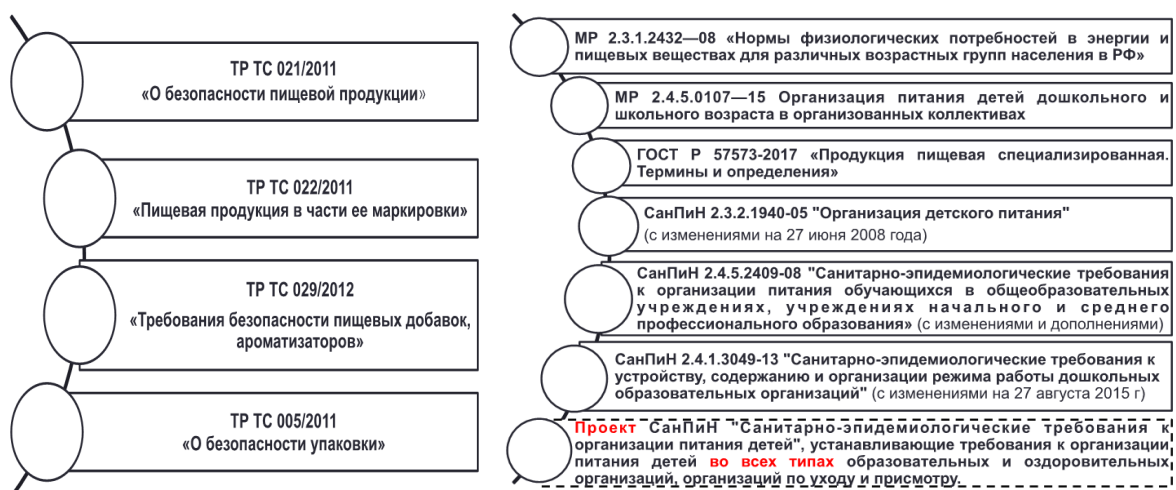 ТР ТС 021/2011
«О безопасности пищевой продукции»
ТР ТС 022/2011
«Пищевая продукция в части ее маркировки»
ТР ТС 029/2012
«Требования безопасности пищевых добавок,
ароматизаторов»
ТР ТС 005/2011
«О безопасности упаковки»
МР 2.3.1.2432—08 «Нормы физиологических потребностей в энергии и
пищевых веществах для различных возрастных групп населения в РФ»
МР 2.4.5.0107—15 Организация питания детей дошкольного и
школьного возраста в организованных коллективах
ГОСТ Р 57573-2017 «Продукция пищевая специализированная.
Термины и определения»
СанПиН 2.3.2.1940-05 "Организация детского питания"
(с изменениями на 27 июня 2008 года)
СанПиН 2.4.5.2409-08 "Санитарно-эпидемиологические требования
к организации питания обучающихся в общеобразовательных
учреждениях, учреждениях начального и среднего
профессионального образования» (с изменениями и дополнениями)
СанПиН 2.4.1.3049-13 "Санитарно-эпидемиологические требования к
устройству, содержанию и организации режима работы дошкольных
образовательных организаций" (с изменениями на 27 августа 2015 г)
Проект СанПиН "Санитарно-эпидемиологические требования к
организации питания детей", устанавливающие требования к организации
питания детей во всех типах образовательных и оздоровительных
организаций, организаций по уходу и присмотру.